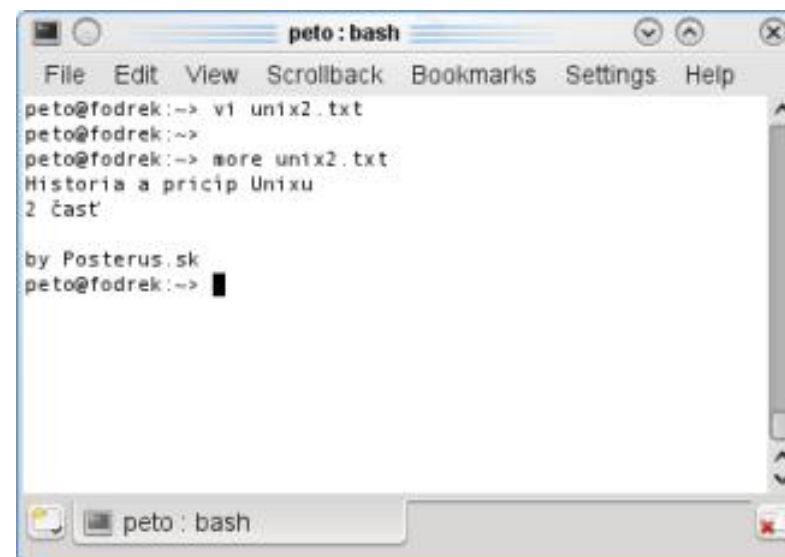 peto : bash
File Edit View Scrollback Bookmarks Settings Help
peto@fodrek:~> vi unix2.txt
peto@fodrek:~>
peto@fodrek:~> more unix2.txt
Historia a pricip Unixu
2 časť
by Posterus.sk
peto@fodrek:~>
peto : bash